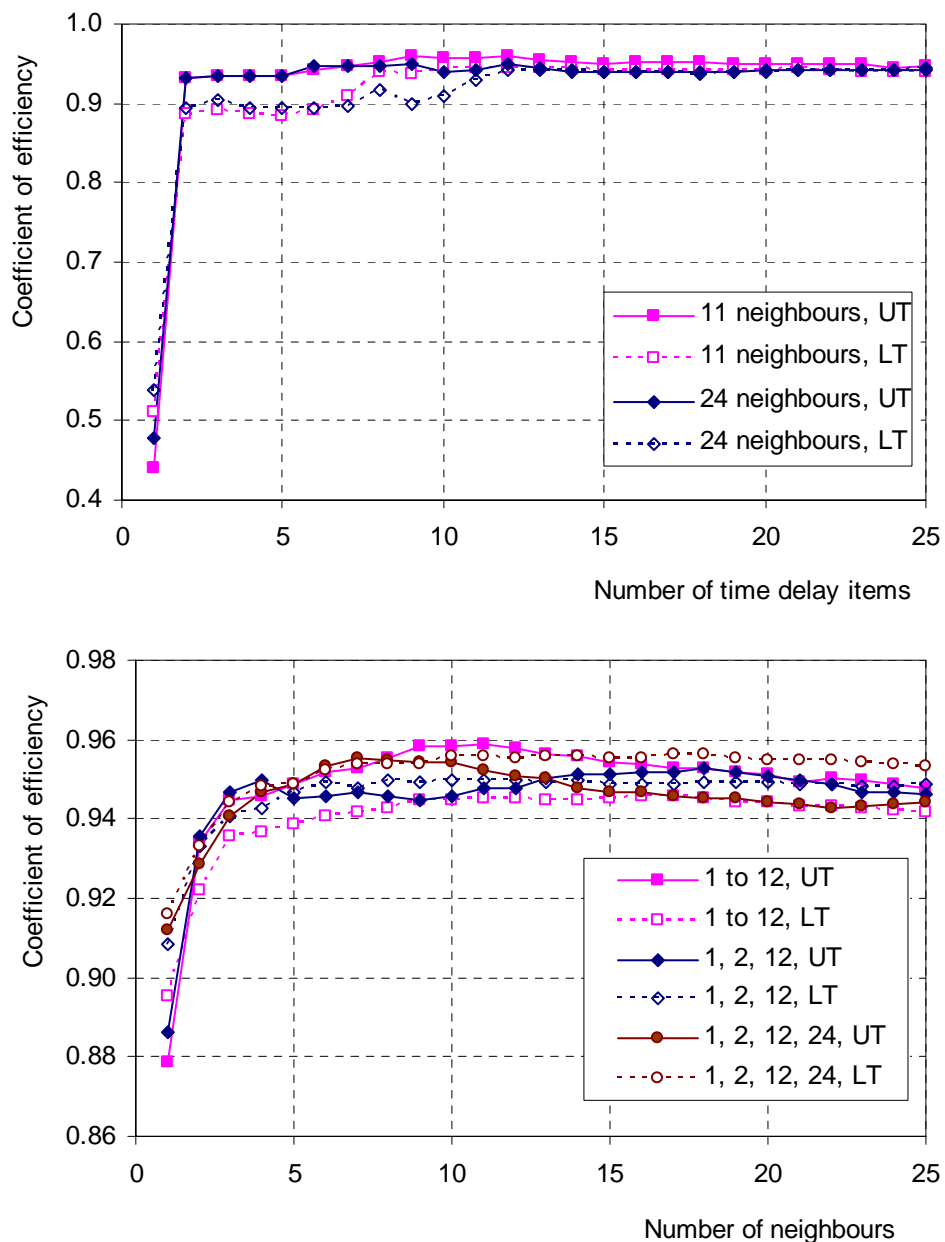 1.0
0.9
0.8
0.7
0.6
0.5
0.4
Coefficient of efficiency
11 neighbours, UT
11 neighbours, LT
24 neighbours, UT
24 neighbours, LT
0 5 10 15 20 25
Number of time delay items
0.98
0.96
0.94
0.92
0.90
0.88
0.86
Coefficient of efficiency
1 to 12, UT
1 to 12, LT
1, 2, 12, UT
1, 2, 12, LT
1, 2, 12, 24, UT
1, 2, 12, 24, LT
0 5 10 15 20 25
Number of neighbours